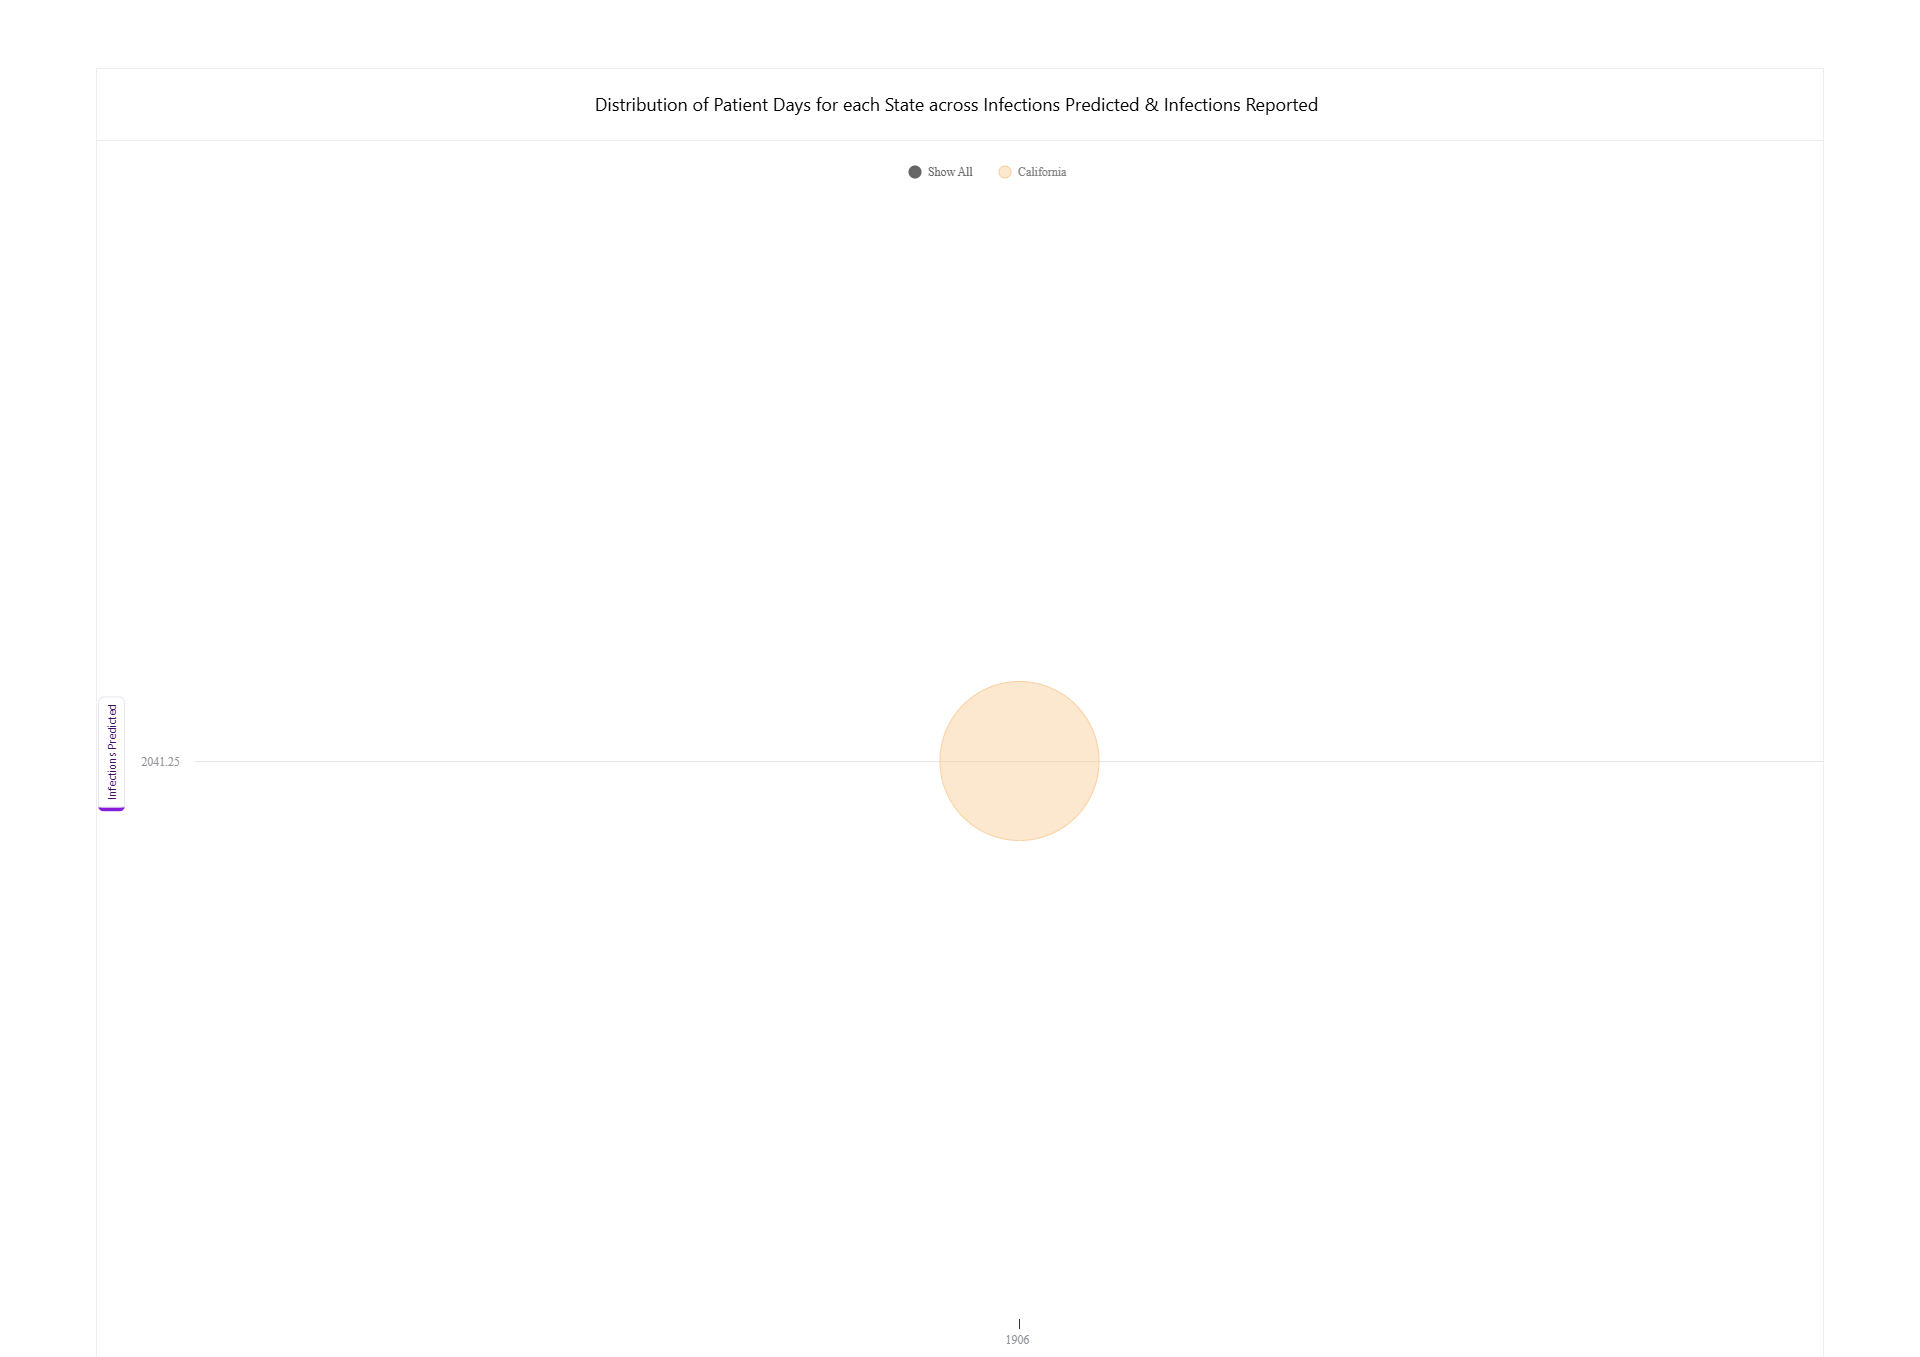 Distribution of Patient Days for each State across Infections Predicted & Infections Reported
Show All
California
Infections Predicted
2041.25
1906